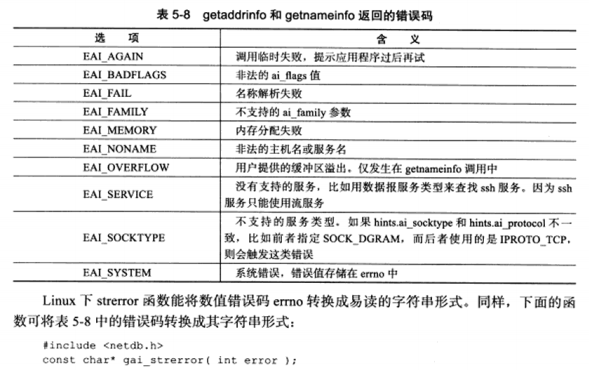 表 5-8 getaddrinfo 和 getnameinfo 返回的错误码
选 项 含 义
EAI_AGAIN 调用临时失败，提示应用程序过后再试
EAI_BADFLAGS 非法的 ai_flags 值
EAI_FAIL 名称解析失败
EAI_FAMILY 不支持的 ai_family 参数
EAI_MEMORY 内存分配失败
EAI_NONAME 非法的主机名或服务名
EAI_OVERFLOW 用户提供的缓冲区溢出。仅发生在 getnameinfo 调用中
EAI_SERVICE 没有支持的服务，比如用数据报服务类型来查找 ssh 服务。因为 ssh
服务只能使用流服务
EAI_SOCKTYPE 不支持的服务类型。如果 hints.ai_socktype 和 hints.ai_protocol 不一
致，比如前者指定 SOCK_DGRAM，而后者使用的是 IPROTO_TCP，
则会触发这类错误
EAI_SYSTEM 系统错误，错误值存储在 errno 中
Linux 下 strerror 函数能将数值错误码 errno 转换成易读的字符串形式。同样，下面的函
数可将表 5-8 中的错误码转换成其字符串形式：
#include <netdb.h>
const char* gai_strerror( int error );